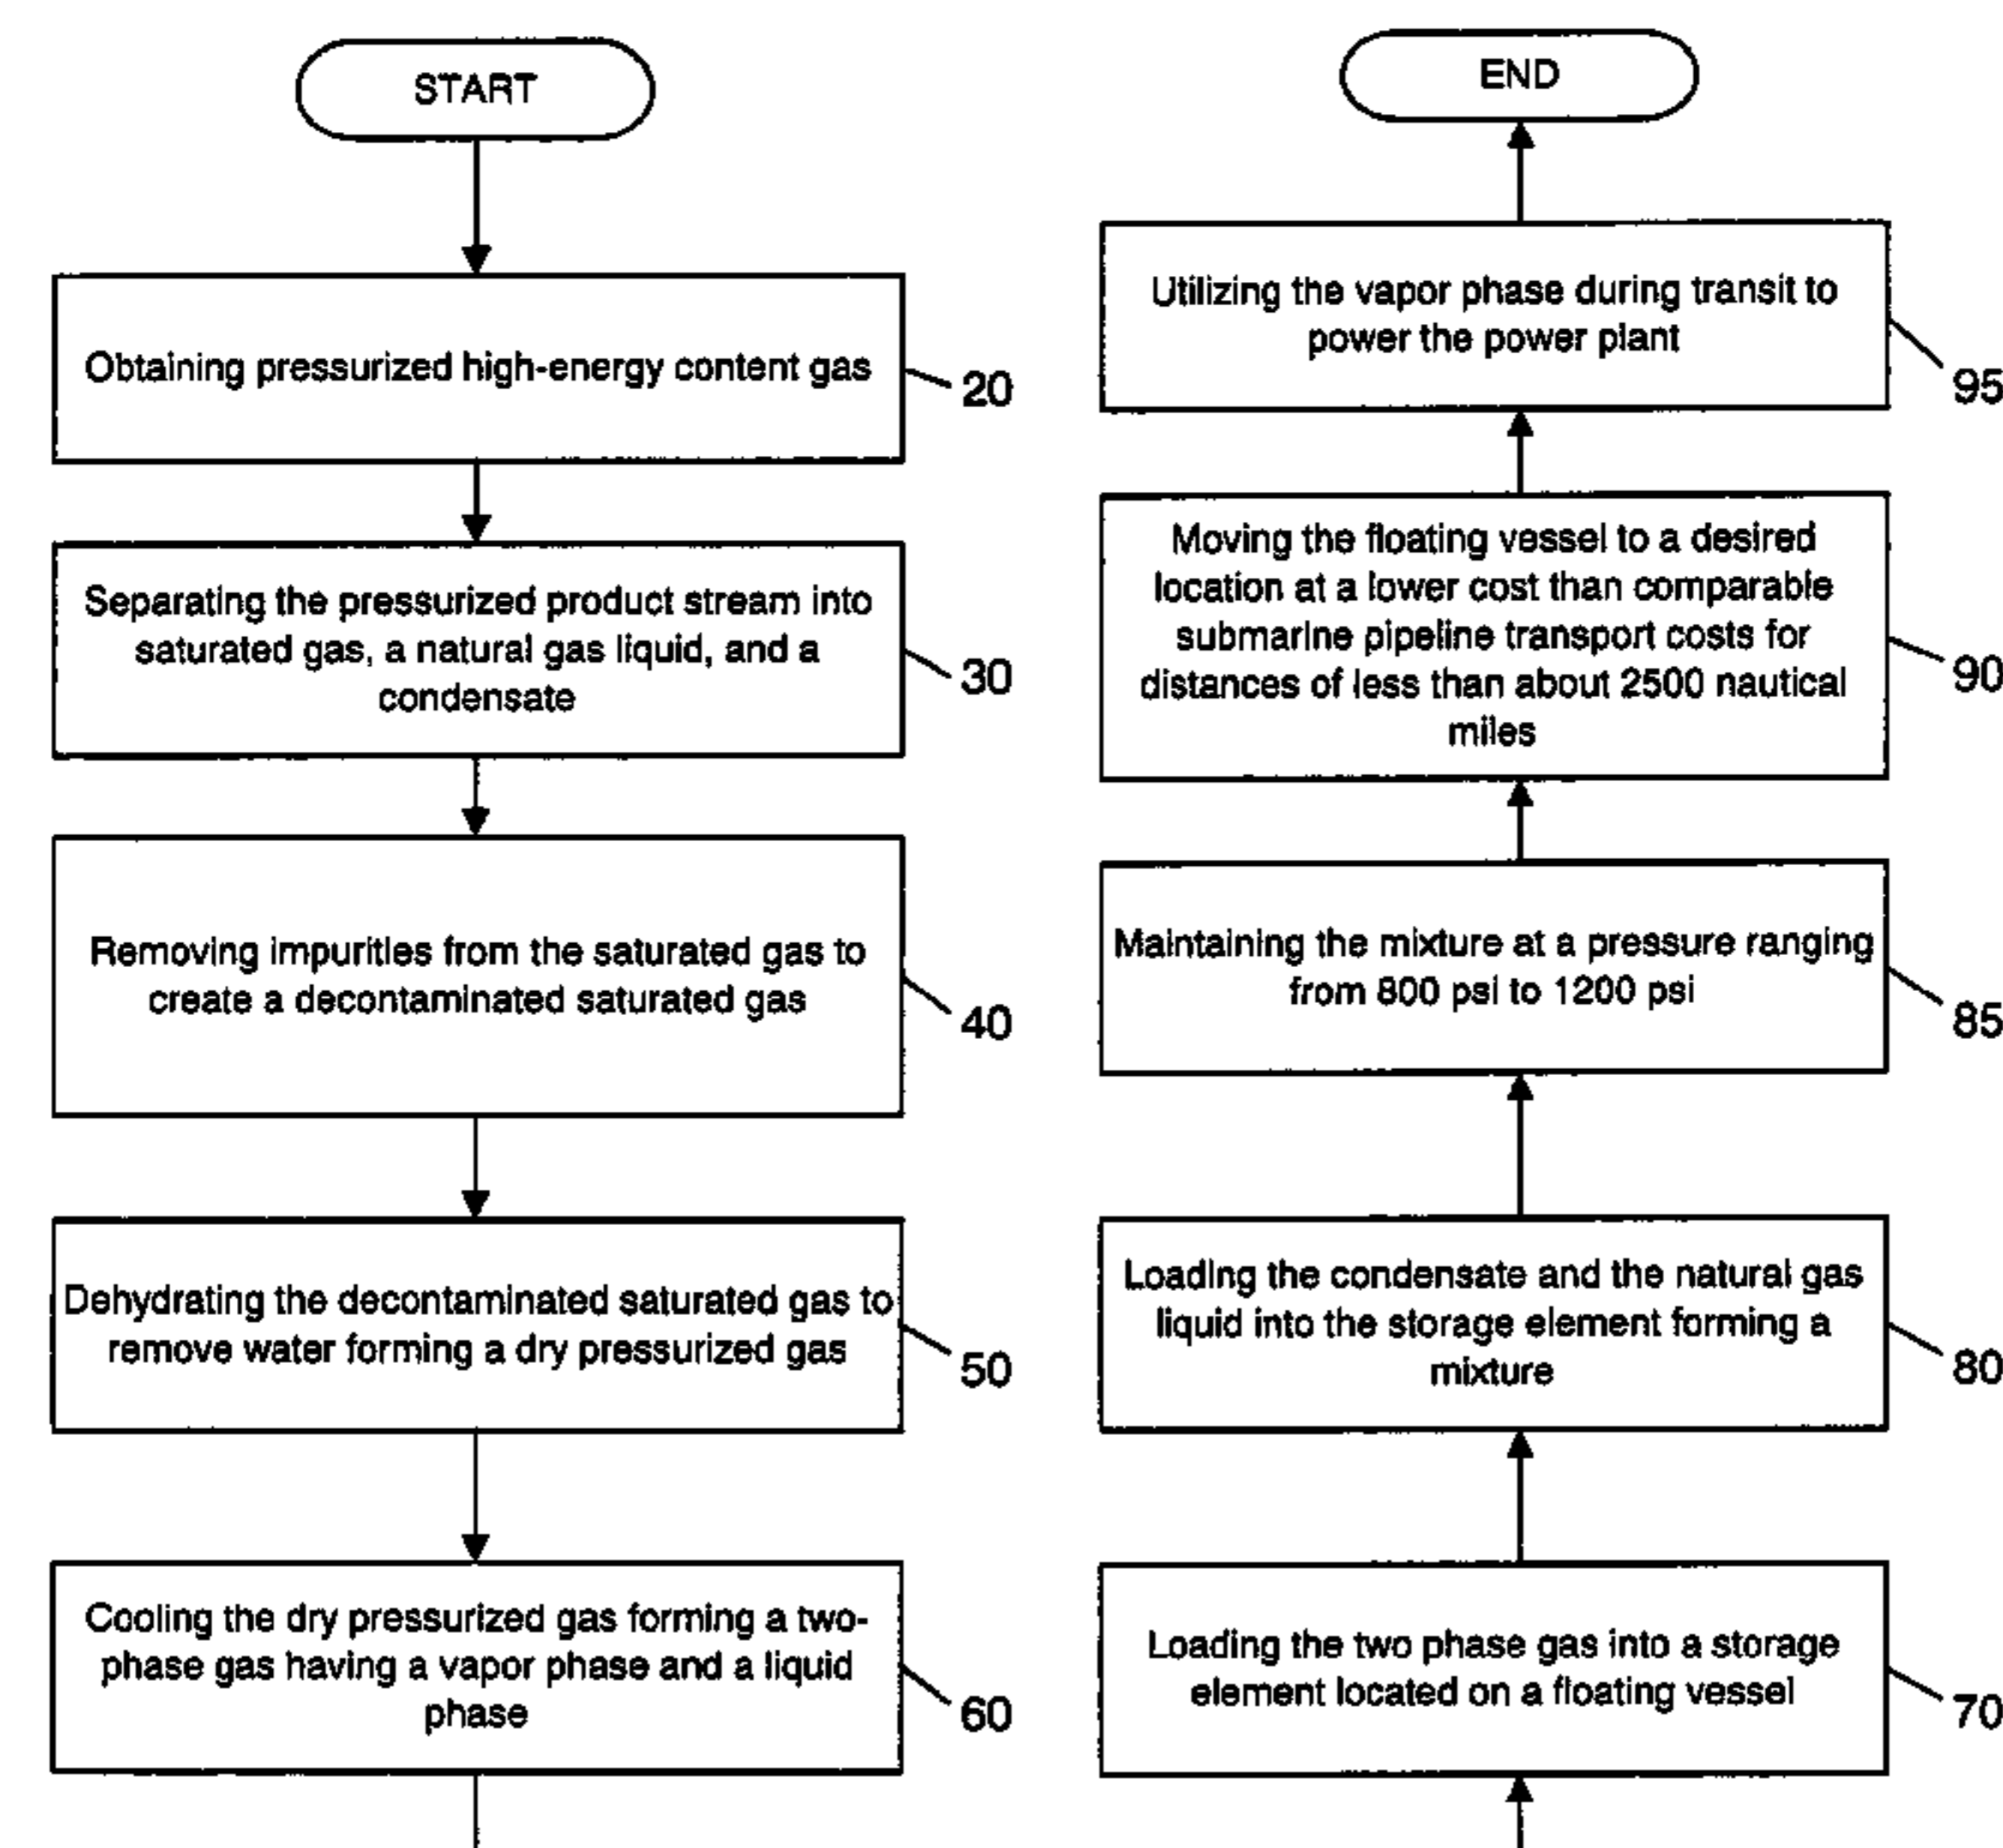 START
Obtaining pressurized high-energy content gas
20
Separating the pressurized product stream into
saturated gas, a natural gas liquid, and a
condensate
30
Removing impurities from the saturated gas to
create a decontaminated saturated gas
40
Dehydrating the decontaminated saturated gas to
remove water forming a dry pressurized gas
50
Cooling the dry pressurized gas forming a two-
phase gas having a vapor phase and a liquid
phase
60
Loading the two phase gas into a storage
element located on a floating vessel
70
Loading the condensate and the natural gas
liquid into the storage element forming a
mixture
80
Maintaining the mixture at a pressure ranging
from 800 psi to 1200 psi
85
Moving the floating vessel to a desired
location at a lower cost than comparable
submarine pipeline transport costs for
distances of less than about 2500 nautical
miles
90
Utilizing the vapor phase during transit to
power the power plant
95
END